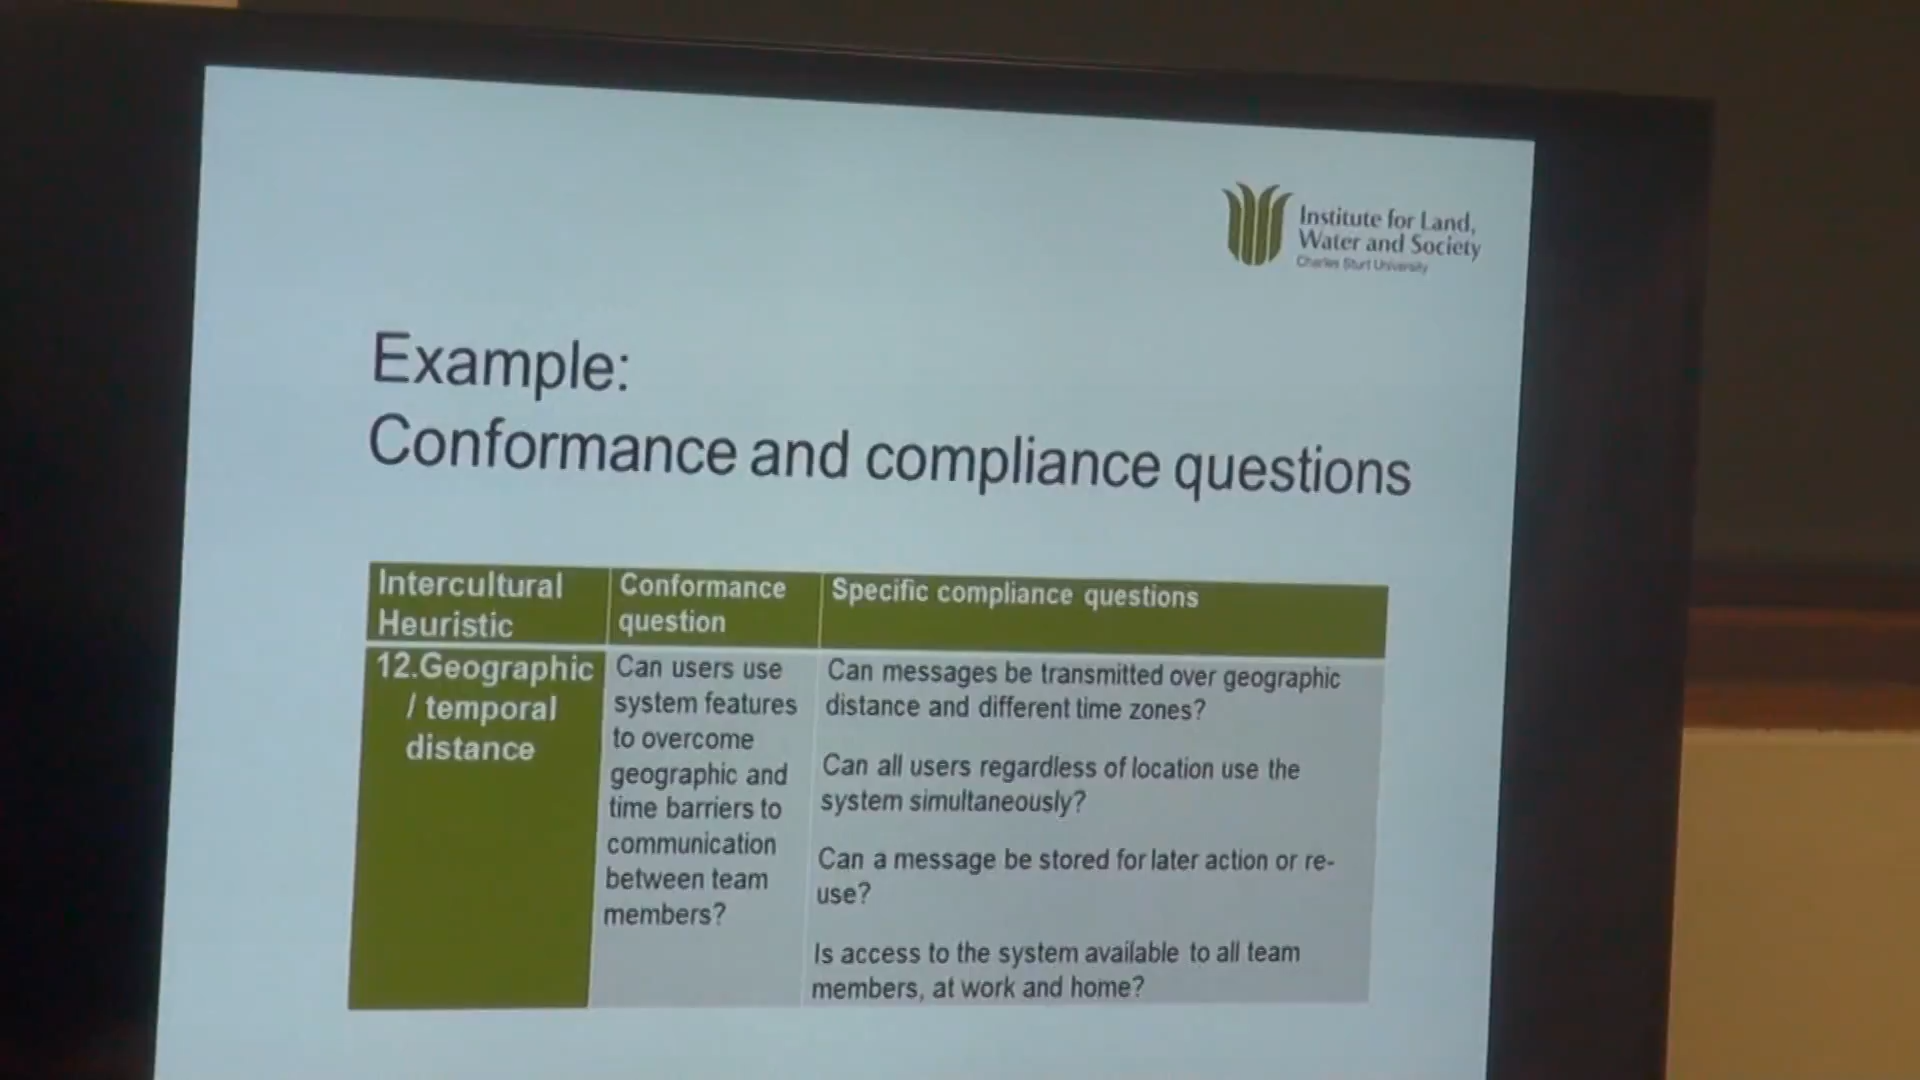 Institute for Land,
Water and Society
Charles Sturt University
Example:
Conformance and compliance questions
Intercultural
Heuristic
Conformance
question
Specific compliance questions
12.Geographic
/ temporal
distance
Can users use
system features
to overcome
geographic and
time barriers to
communication
between team
members?
Can messages be transmitted over geographic
distance and different time zones?
Can all users regardless of location use the
system simultaneously?
Can a message be stored for later action or re-
use?
Is access to the system available to all team
members, at work and home?